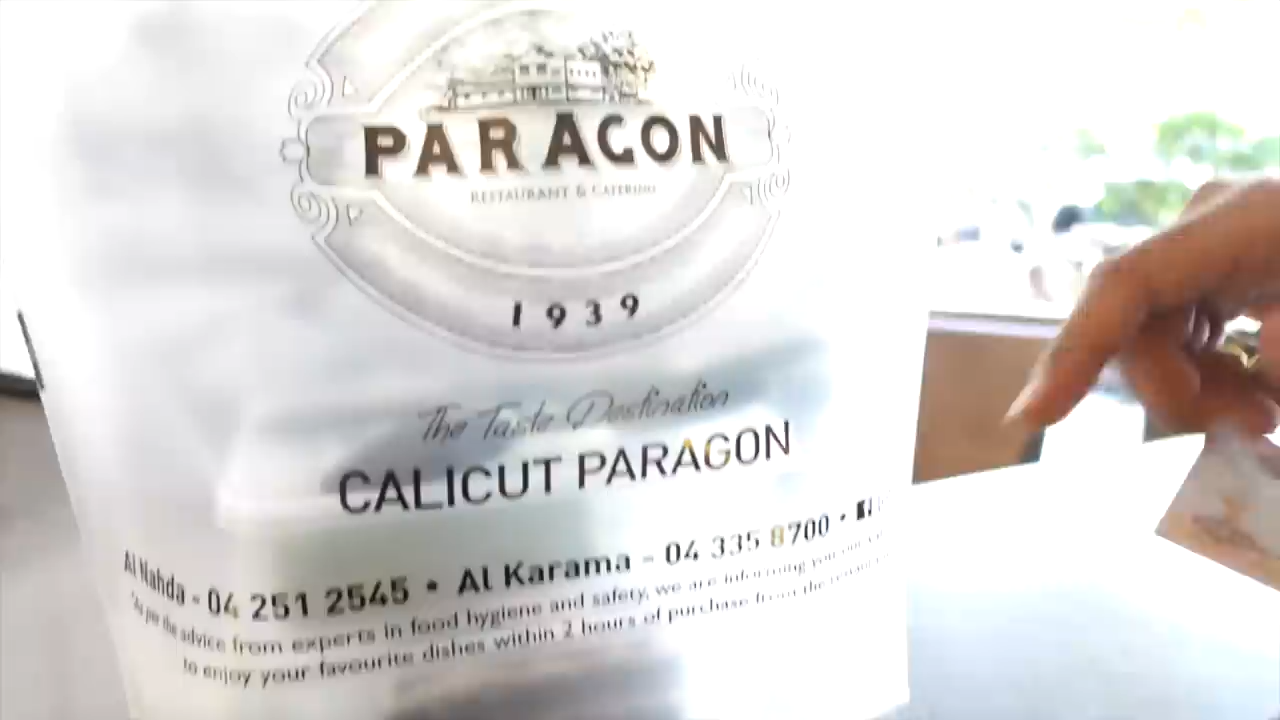 PARAGON
RESTAURANT & CATERING
1939
The Taste Destination
CALICUT PARAGON
Al Nahda - 04 251 2545 • Al Karama - 04 335 8700 •
*As per the advice from experts in food hygiene and safety, we are informing you
to enjoy your favourite dishes within 2 hours of purchase from the